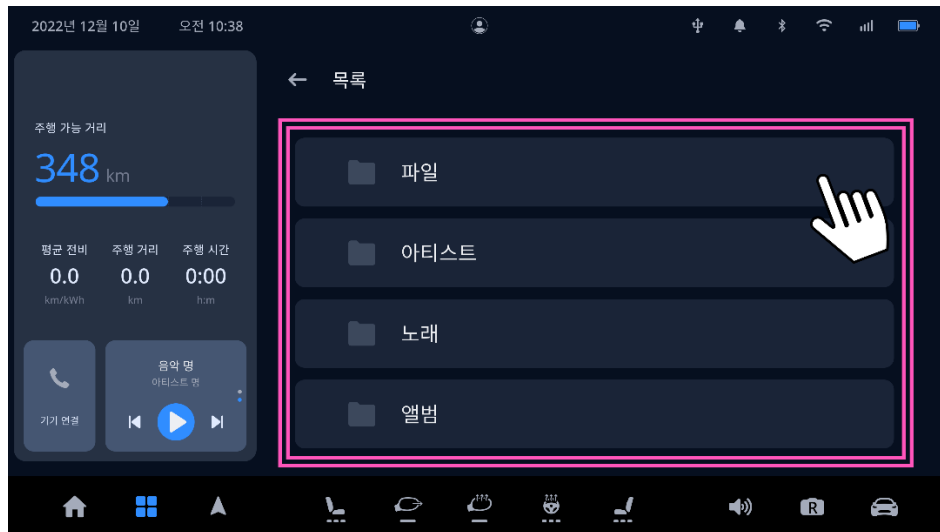 2022년 12월 10일 오전 10:38
목록
주행 가능 거리
348 km
평균 전비 주행 거리 주행 시간
0.0 0.0 0:00
km/kWh km h:m
음악 명
아티스트 명
기기 연결
파일
아티스트
노래
앨범
R